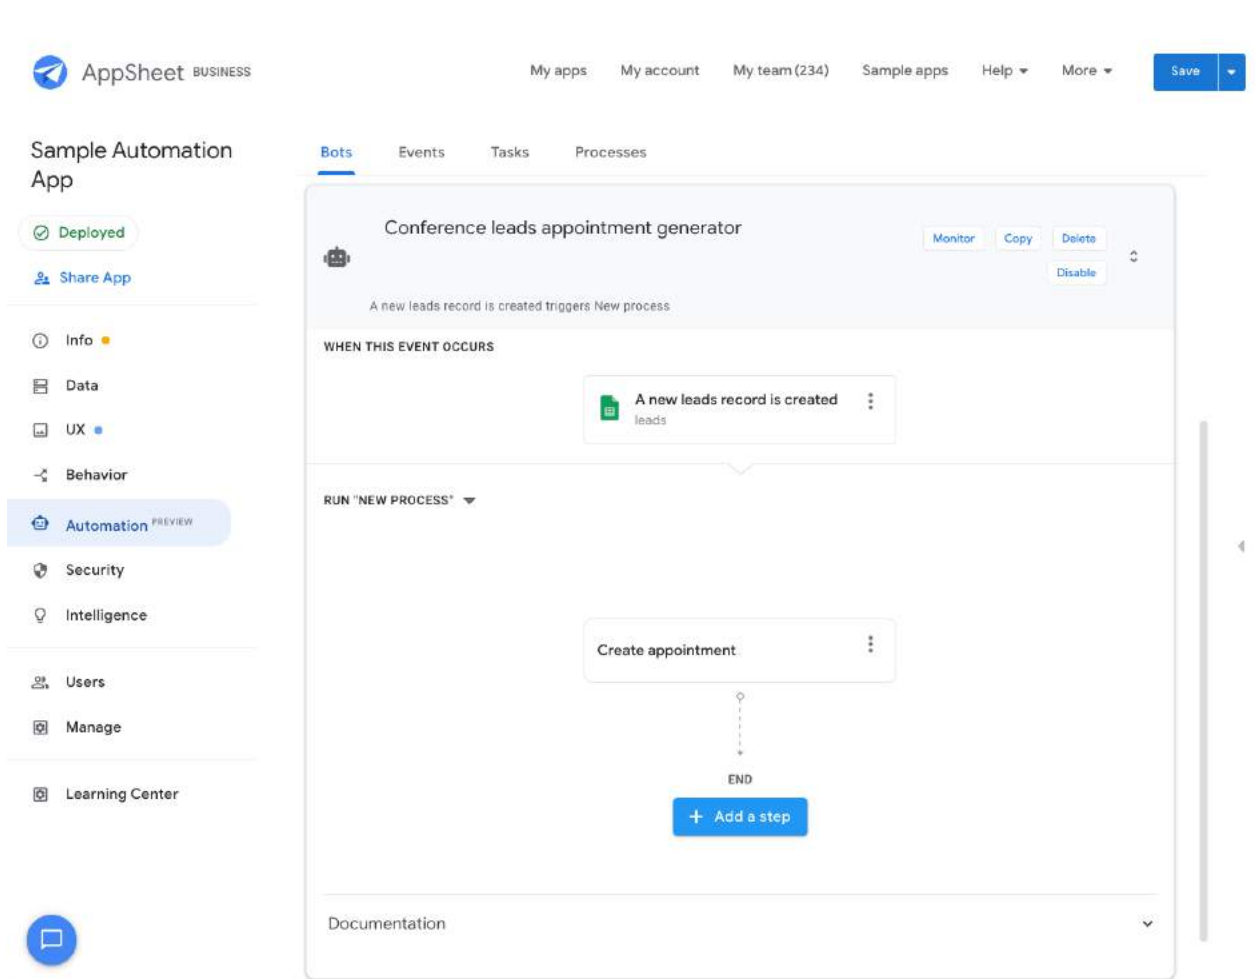 AppSheet BUSINESS
My apps
My account
My team (234)
Sample apps
Help
More
Save
Sample Automation
App
Deployed
Share App
Info
Data
UX
Behavior
Automation PREVIEW
Security
Intelligence
Users
Manage
Learning Center
Bots
Events
Tasks
Processes
Conference leads appointment generator
Monitor
Copy
Delete
Disable
A new leads record is created triggers New process
WHEN THIS EVENT OCCURS
A new leads record is created
leads
RUN "NEW PROCESS"
Create appointment
END
+ Add a step
Documentation